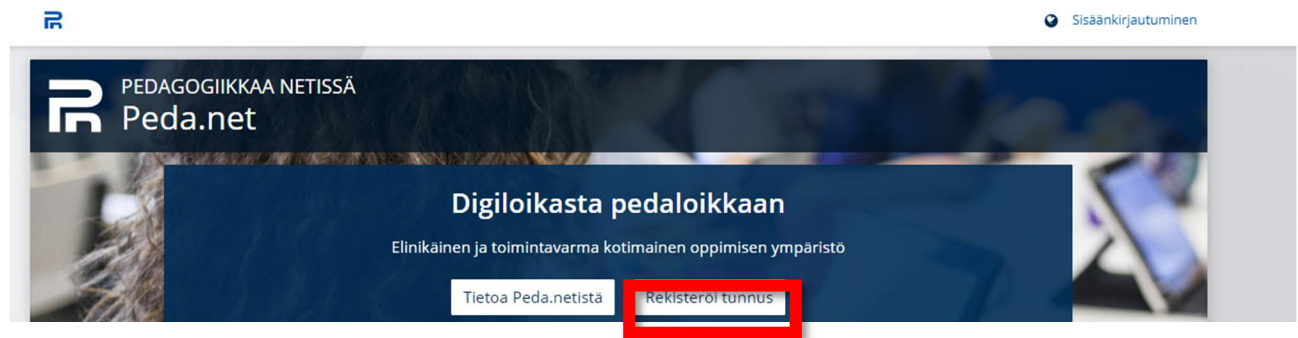 Sisäänkirjautuminen
PEDAGOGIIKKAA NETISSÄ
Peda.net
Digiloikasta pedaloikkaan
Elinikäinen ja toimintavarma kotimainen oppimisen ympäristö
Tietoa Peda.netistä
Rekisteröi tunnus